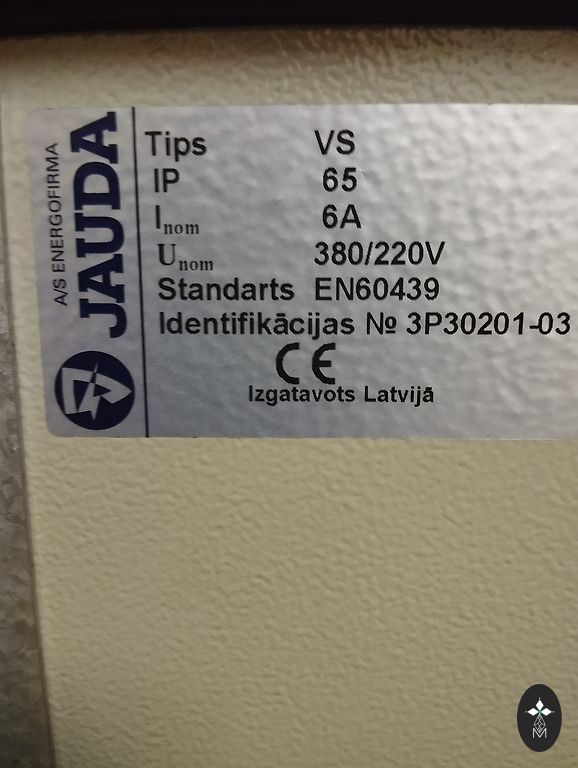 A/S ENERGOFIRMA
JAUDA
Tips VS
IP 65
Inom 6A
Unom 380/220V
Standarts EN60439
Identifikācijas № 3P30201-03
CE
Izgatavots Latvijā
M